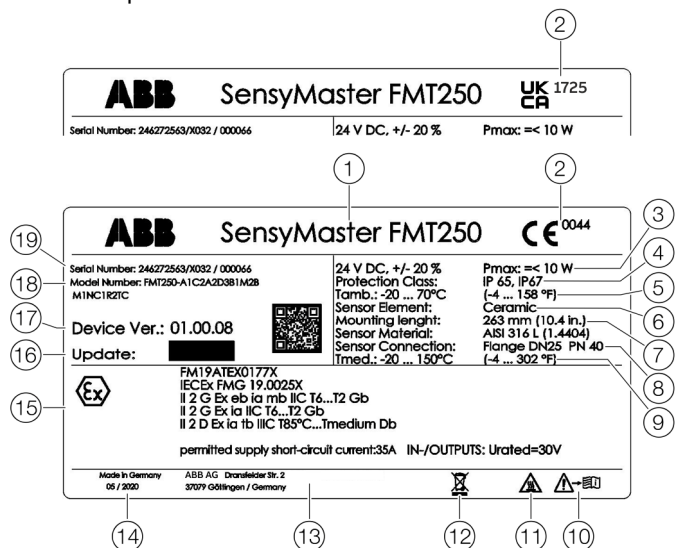 2
ABB SensyMaster FMT250 UK CA 1725
Serial Number: 246272563/X032 / 000066 24 V DC, +/- 20 % Pmax: =< 10 W
1 2
ABB SensyMaster FMT250 CE 0044
3
19 4
Serial Number: 246272563/X032 / 000066 24 V DC, +/- 20 % Pmax: =< 10 W
18 Model Number: FMT250-A1C2A2D3B1M2B Protection Class: IP 65, IP67
M1NC1R2TC Tamb.: -20 ... 70°C (-4 ... 158 °F) 5
Sensor Element: Ceramic 6
17 Device Ver.: 01.00.08 Mounting lenght: 263 mm (10.4 in.) 7
Sensor Material: AISI 316 L (1.4404)
16 Update: Sensor Connection: Flange DN25 PN 40 8
Tmed.: -20 ... 150°C (-4 ... 302 °F) 9
15 Ex FM19ATEX0177X
IECEx FMG 19.0025X
II 2 G Ex eb ia mb IIC T6...T2 Gb
II 2 G Ex ia IIC T6...T2 Gb
II 2 D Ex ia tb IIIC T85°C...Tmedium Db
permitted supply short-circuit current:35A IN-/OUTPUTS: Urated=30V
Made in Germany ABB AG Dransfelder Str. 2
05 / 2020 37079 Göttingen / Germany
14 13 12 11 10